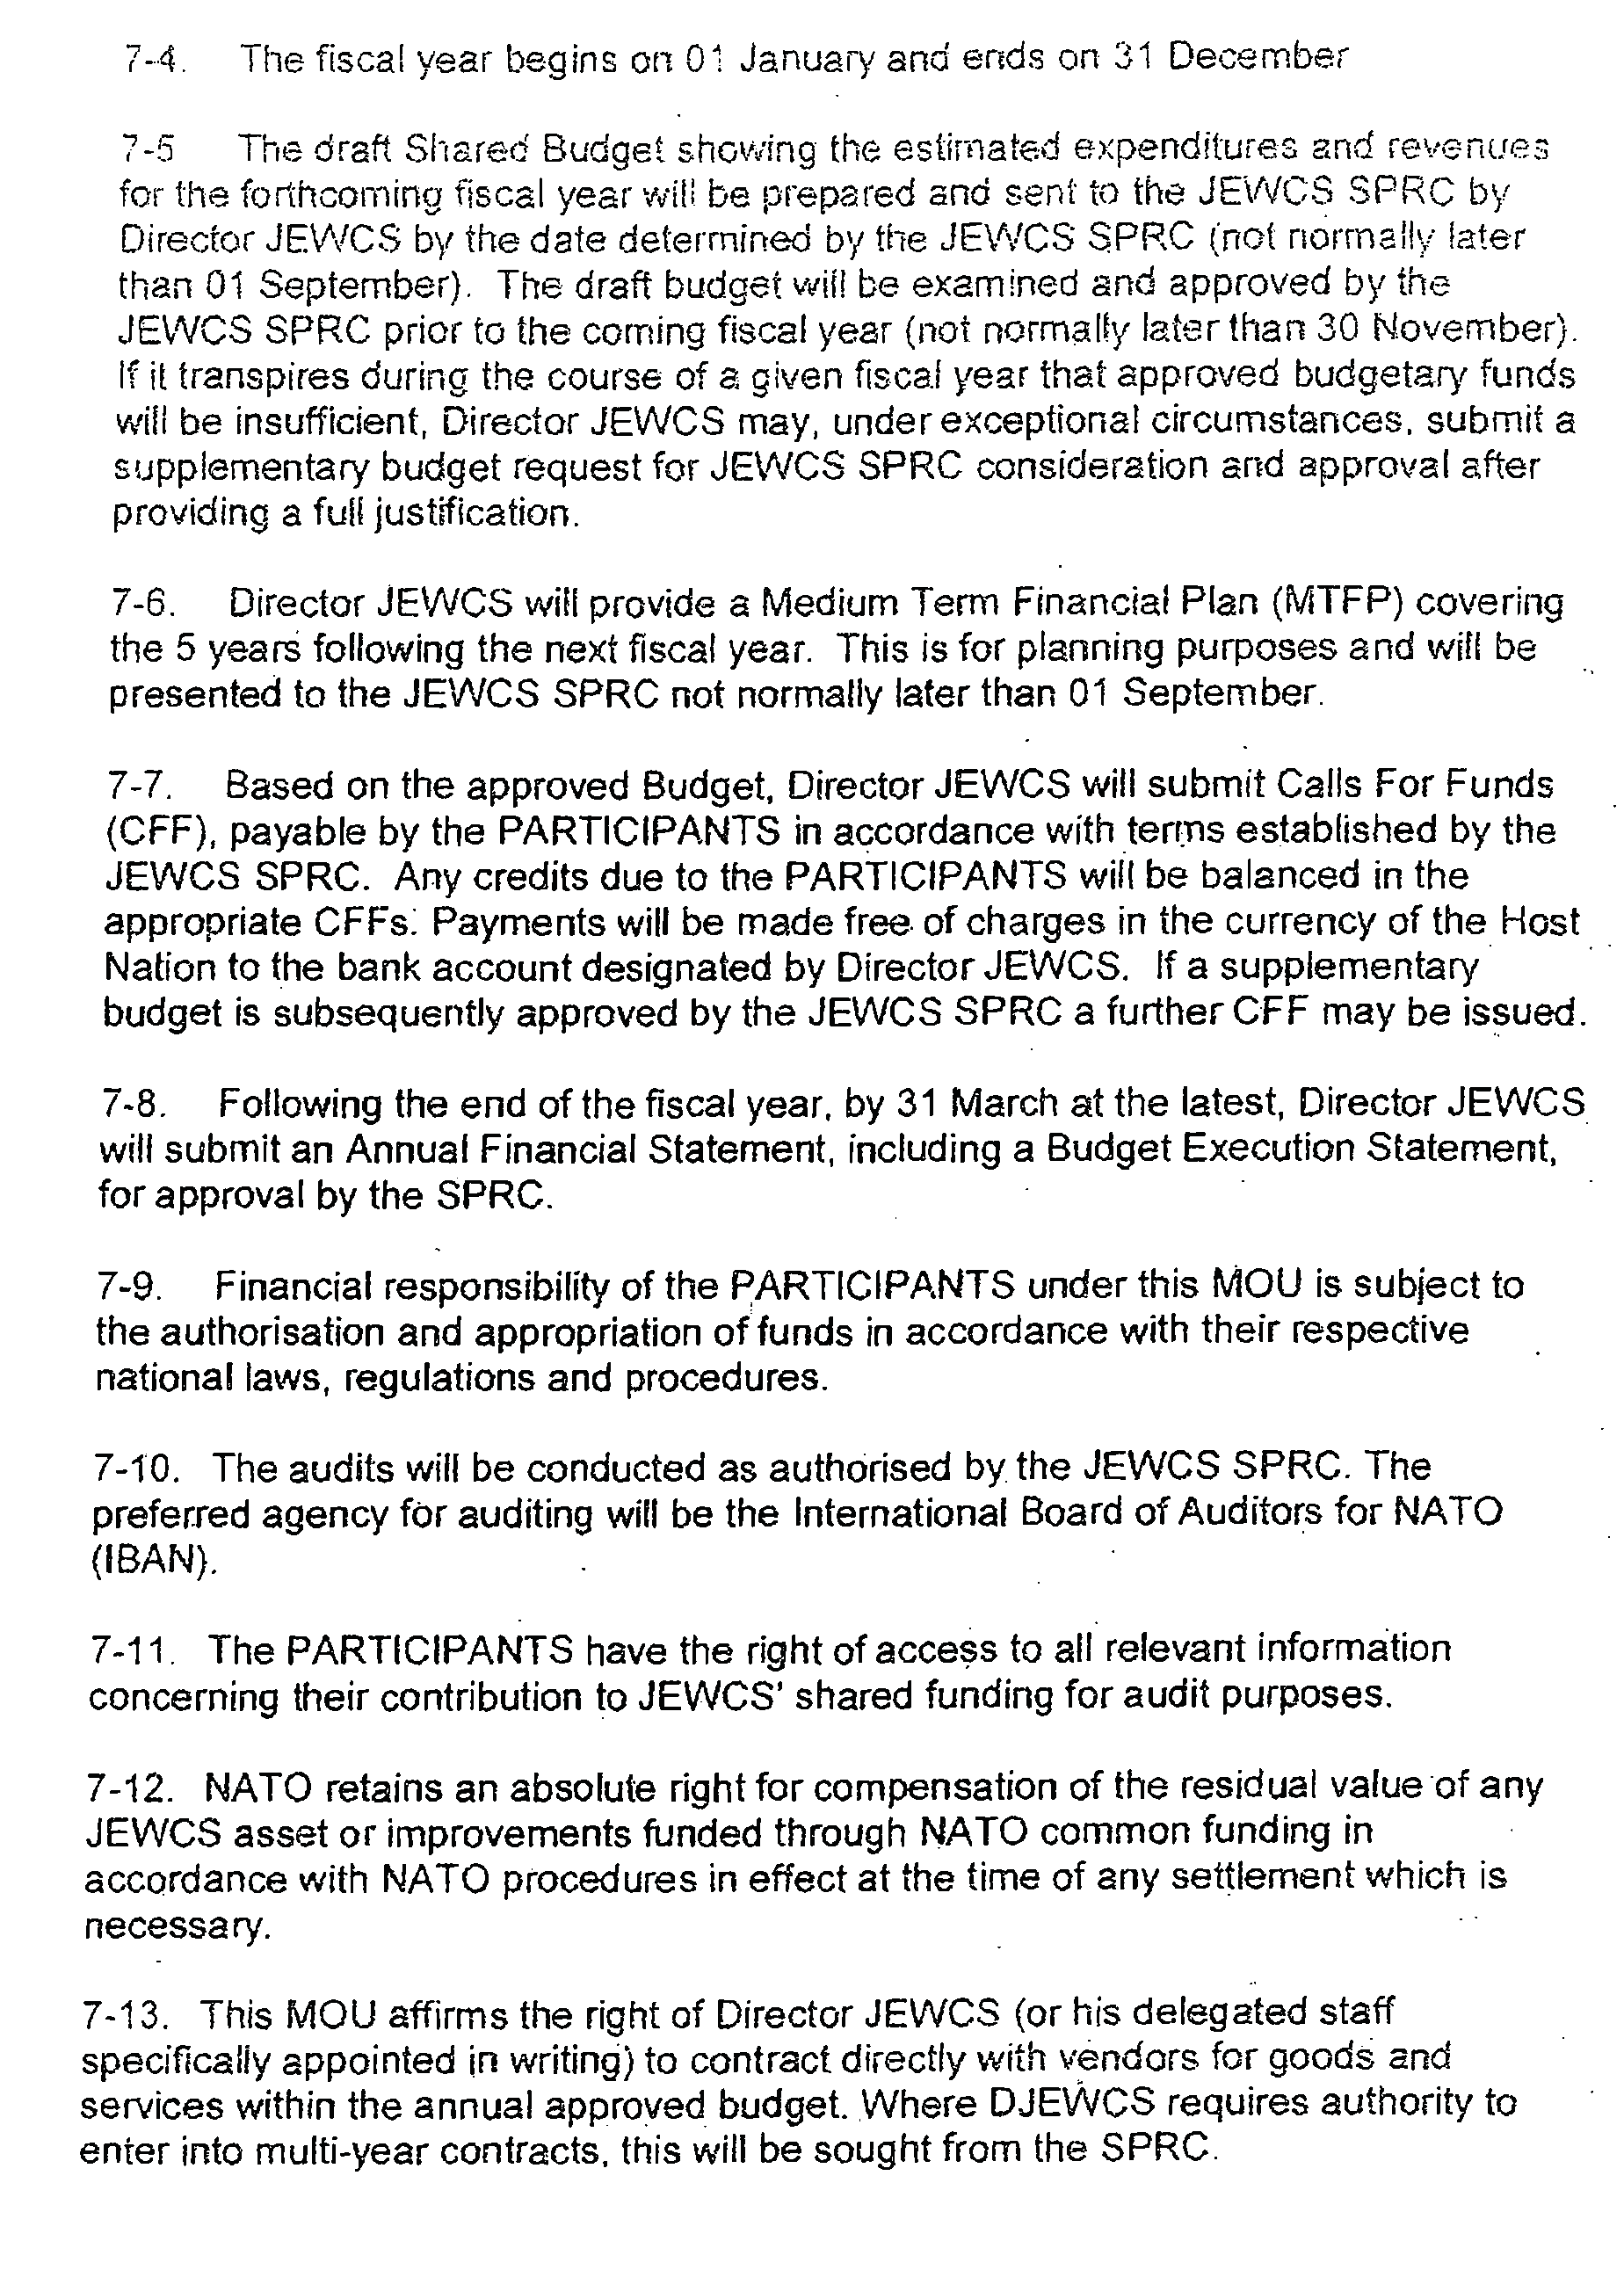 7-4. The fiscal year begins on 01 January and ends on 31 December
7-5 The draft Shared Budget showing the estimated expenditures and revenues
for the forthcoming fiscal year will be prepared and sent to the JEWCS SPRC by
Director JEWCS by the date determined by the JEWCS SPRC (not normally later
than 01 September). The draft budget will be examined and approved by the
JEWCS SPRC prior to the coming fiscal year (not normally later than 30 November).
If it transpires during the course of a given fiscal year that approved budgetary funds
will be insufficient, Director JEWCS may, under exceptional circumstances, submit a
supplementary budget request for JEWCS SPRC consideration and approval after
providing a full justification.
7-6. Director JEWCS will provide a Medium Term Financial Plan (MTFP) covering
the 5 years following the next fiscal year. This is for planning purposes and will be
presented to the JEWCS SPRC not normally later than 01 September.
7-7. Based on the approved Budget, Director JEWCS will submit Calls For Funds
(CFF), payable by the PARTICIPANTS in accordance with terms established by the
JEWCS SPRC. Any credits due to the PARTICIPANTS will be balanced in the
appropriate CFFs. Payments will be made free of charges in the currency of the Host
Nation to the bank account designated by Director JEWCS. If a supplementary
budget is subsequently approved by the JEWCS SPRC a further CFF may be issued.
7-8. Following the end of the fiscal year, by 31 March at the latest, Director JEWCS
will submit an Annual Financial Statement, including a Budget Execution Statement,
for approval by the SPRC.
7-9. Financial responsibility of the PARTICIPANTS under this MOU is subject to
the authorisation and appropriation of funds in accordance with their respective
national laws, regulations and procedures.
7-10. The audits will be conducted as authorised by the JEWCS SPRC. The
preferred agency for auditing will be the International Board of Auditors for NATO
(IBAN).
7-11. The PARTICIPANTS have the right of access to all relevant information
concerning their contribution to JEWCS' shared funding for audit purposes.
7-12. NATO retains an absolute right for compensation of the residual value of any
JEWCS asset or improvements funded through NATO common funding in
accordance with NATO procedures in effect at the time of any settlement which is
necessary.
7-13. This MOU affirms the right of Director JEWCS (or his delegated staff
specifically appointed in writing) to contract directly with vendors for goods and
services within the annual approved budget. Where DJEWCS requires authority to
enter into multi-year contracts, this will be sought from the SPRC.